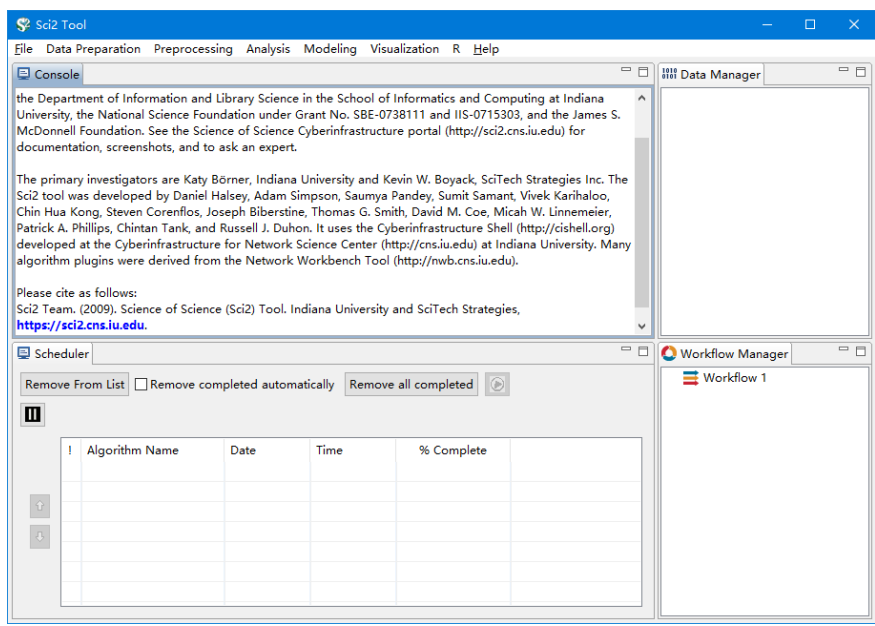 Sci2 Tool
File Data Preparation Preprocessing Analysis Modeling Visualization R Help
Console
the Department of Information and Library Science in the School of Informatics and Computing at Indiana
University, the National Science Foundation under Grant No. SBE-0738111 and IIS-0715303, and the James S.
McDonnell Foundation. See the Science of Science Cyberinfrastructure portal (http://sci2.cns.iu.edu) for
documentation, screenshots, and to ask an expert.
The primary investigators are Katy Börner, Indiana University and Kevin W. Boyack, SciTech Strategies Inc. The
Sci2 tool was developed by Daniel Halsey, Adam Simpson, Saumya Pandey, Sumit Samant, Vivek Karihaloo,
Chin Hua Kong, Steven Corenflos, Joseph Biberstine, Thomas G. Smith, David M. Coe, Micah W. Linnemeier,
Patrick A. Phillips, Chintan Tank, and Russell J. Duhon. It uses the Cyberinfrastructure Shell (http://cishell.org)
developed at the Cyberinfrastructure for Network Science Center (http://cns.iu.edu) at Indiana University. Many
algorithm plugins were derived from the Network Workbench Tool (http://nwb.cns.iu.edu).
Please cite as follows:
Sci2 Team. (2009). Science of Science (Sci2) Tool. Indiana University and SciTech Strategies,
https://sci2.cns.iu.edu.
Data Manager
Scheduler
Remove From List Remove completed automatically Remove all completed
! Algorithm Name Date Time % Complete
Workflow Manager
Workflow 1